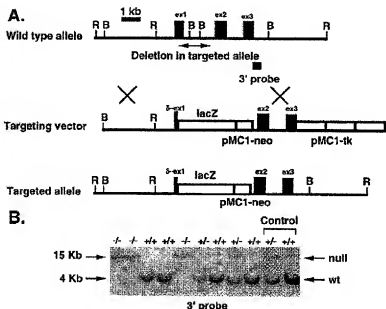 A.
1 kb
R B R ex1 B B ex2 ex3 B R
Wild type allele
Deletion in targeted allele
3' probe
B R δ-ex1 lacZ ex2 ex3
Targeting vector
pMC1-neo pMC1-tk
R B R δ-ex1 lacZ ex2 ex3 B R
Targeted allele
pMC1-neo
B.
Control
-/- -/- +/+ +/+ -/- +/- +/- +/+ +/- +/+ +/- +/+
15 Kb null
4 Kb wt
3' probe